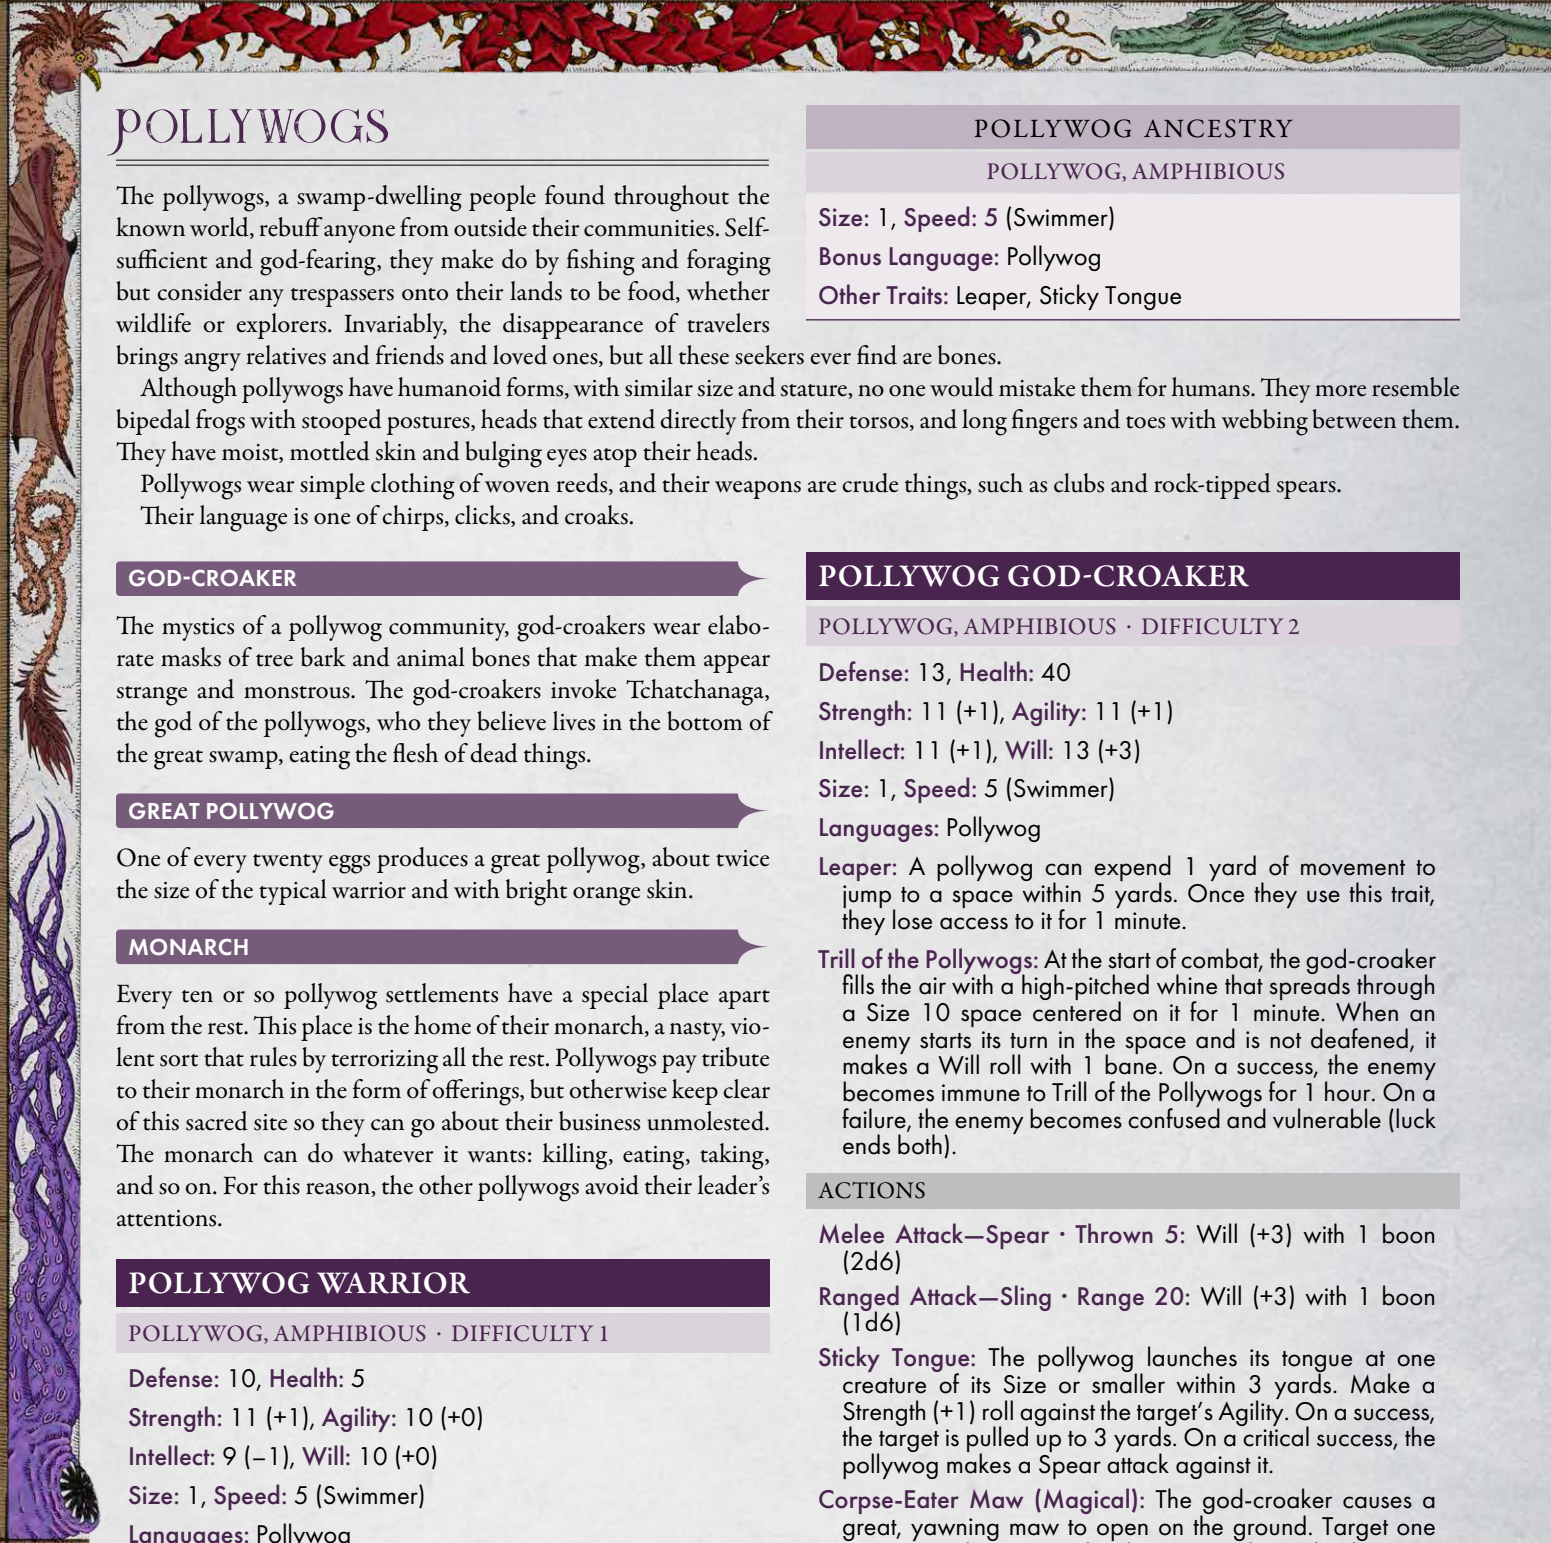 POLLYWOGS
The pollywogs, a swamp-dwelling people found throughout the
known world, rebuff anyone from outside their communities. Self-
sufficient and god-fearing, they make do by fishing and foraging
but consider any trespassers onto their lands to be food, whether
wildlife or explorers. Invariably, the disappearance of travelers
brings angry relatives and friends and loved ones, but all these seekers ever find are bones.
POLLYWOG ANCESTRY
POLLYWOG, AMPHIBIOUS
Size: 1, Speed: 5 (Swimmer)
Bonus Language: Pollywog
Other Traits: Leaper, Sticky Tongue
Although pollywogs have humanoid forms, with similar size and stature, no one would mistake them for humans. They more resemble
bipedal frogs with stooped postures, heads that extend directly from their torsos, and long fingers and toes with webbing between them.
They have moist, mottled skin and bulging eyes atop their heads.
Pollywogs wear simple clothing of woven reeds, and their weapons are crude things, such as clubs and rock-tipped spears.
Their language is one of chirps, clicks, and croaks.
GOD-CROAKER
The mystics of a pollywog community, god-croakers wear elabo-
rate masks of tree bark and animal bones that make them appear
strange and monstrous. The god-croakers invoke Tchatchanaga,
the god of the pollywogs, who they believe lives in the bottom of
the great swamp, eating the flesh of dead things.
GREAT POLLYWOG
One of every twenty eggs produces a great pollywog, about twice
the size of the typical warrior and with bright orange skin.
MONARCH
Every ten or so pollywog settlements have a special place apart
from the rest. This place is the home of their monarch, a nasty, vio-
lent sort that rules by terrorizing all the rest. Pollywogs pay tribute
to their monarch in the form of offerings, but otherwise keep clear
of this sacred site so they can go about their business unmolested.
The monarch can do whatever it wants: killing, eating, taking,
and so on. For this reason, the other pollywogs avoid their leader's
attentions.
POLLYWOG WARRIOR
POLLYWOG, AMPHIBIOUS · DIFFICULTY 1
Defense: 10, Health: 5
Strength: 11 (+1), Agility: 10 (+0)
Intellect: 9 (–1), Will: 10 (+0)
Size: 1, Speed: 5 (Swimmer)
Languages: Pollywog
POLLYWOG GOD-CROAKER
POLLYWOG, AMPHIBIOUS · DIFFICULTY 2
Defense: 13, Health: 40
Strength: 11 (+1), Agility: 11 (+1)
Intellect: 11 (+1), Will: 13 (+3)
Size: 1, Speed: 5 (Swimmer)
Languages: Pollywog
Leaper: A pollywog can expend 1 yard of movement to
jump to a space within 5 yards. Once they use this trait,
they lose access to it for 1 minute.
Trill of the Pollywogs: At the start of combat, the god-croaker
fills the air with a high-pitched whine that spreads through
a Size 10 space centered on it for 1 minute. When an
enemy starts its turn in the space and is not deafened, it
makes a Will roll with 1 bane. On a success, the enemy
becomes immune to Trill of the Pollywogs for 1 hour. On a
failure, the enemy becomes confused and vulnerable (luck
ends both).
ACTIONS
Melee Attack—Spear · Thrown 5: Will (+3) with 1 boon
(2d6)
Ranged Attack—Sling · Range 20: Will (+3) with 1 boon
(1d6)
Sticky Tongue: The pollywog launches its tongue at one
creature of its Size or smaller within 3 yards. Make a
Strength (+1) roll against the target's Agility. On a success,
the target is pulled up to 3 yards. On a critical success, the
pollywog makes a Spear attack against it.
Corpse-Eater Maw (Magical): The god-croaker causes a
great, yawning maw to open on the ground. Target one